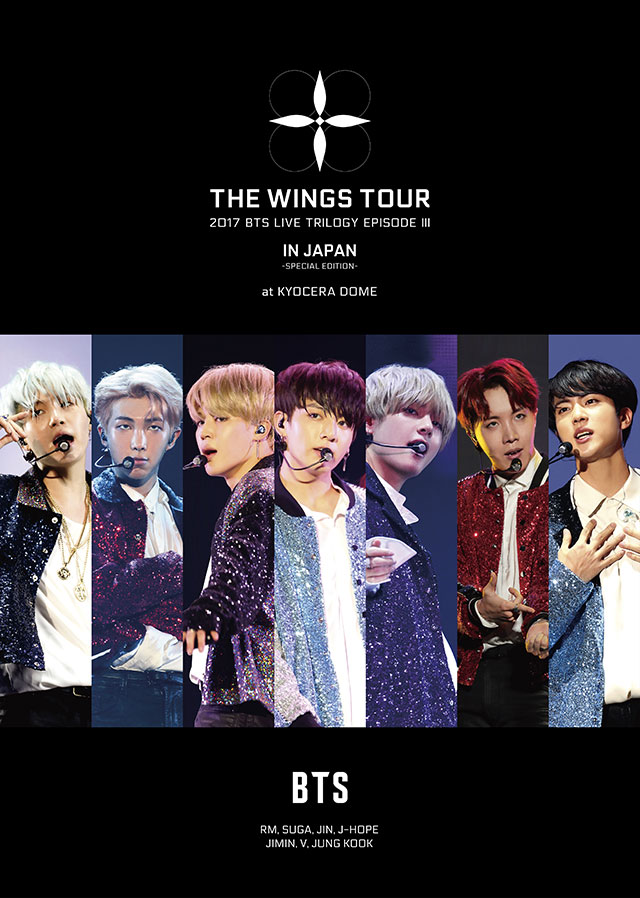 THE WINGS TOUR
2017 BTS LIVE TRILOGY EPISODE III
IN JAPAN
-SPECIAL EDITION-
at KYOCERA DOME
BTS
RM, SUGA, JIN, J-HOPE
JIMIN, V, JUNG KOOK